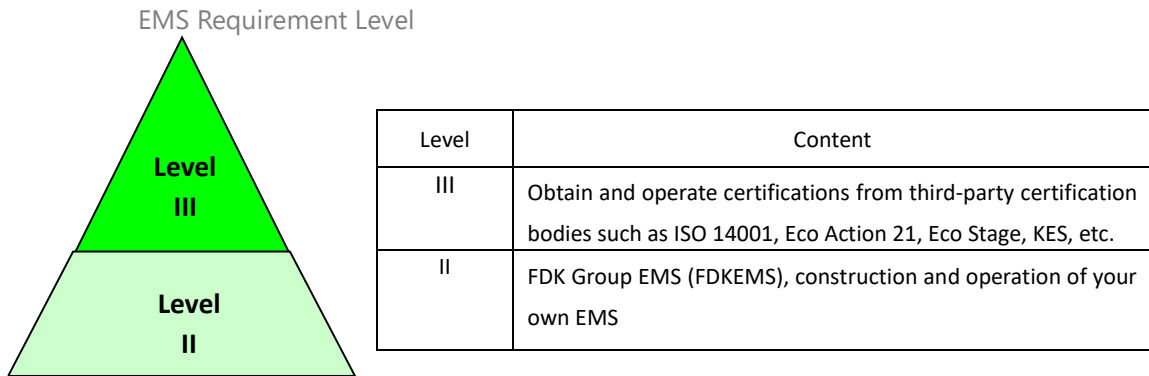 EMS Requirement Level
Level
III
Level
II
Level Content
III Obtain and operate certifications from third-party certification
bodies such as ISO 14001, Eco Action 21, Eco Stage, KES, etc.
II FDK Group EMS (FDKEMS), construction and operation of your
own EMS